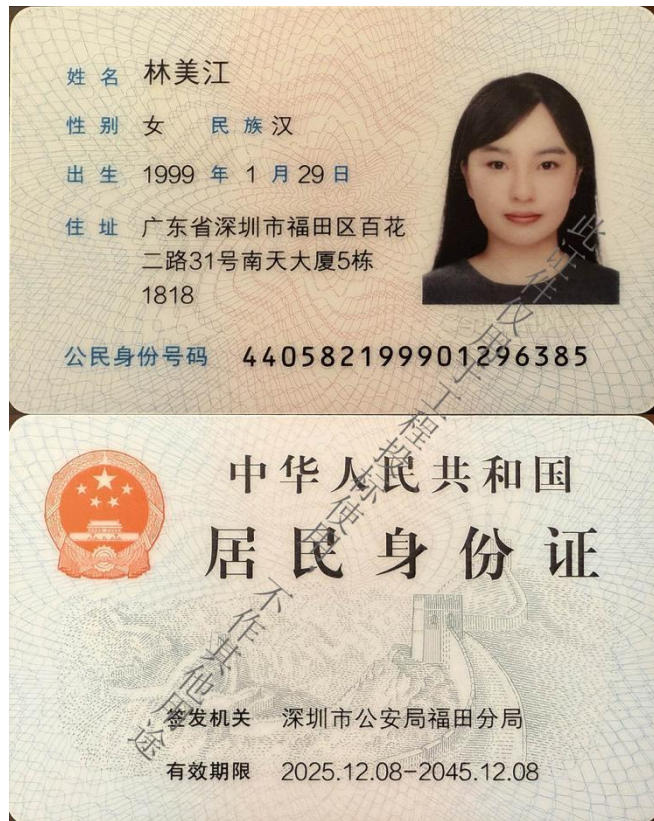 姓名 林美江
性别 女 民族 汉
出生 1999 年 1 月 29 日
住址 广东省深圳市福田区百花
二路31号南天大厦5栋
1818
公民身份号码 440582199901296385
此证件仅用于工程投标使用
不作其他用途
中华人民共和国
居民身份证
签发机关 深圳市公安局福田分局
有效期限 2025.12.08-2045.12.08